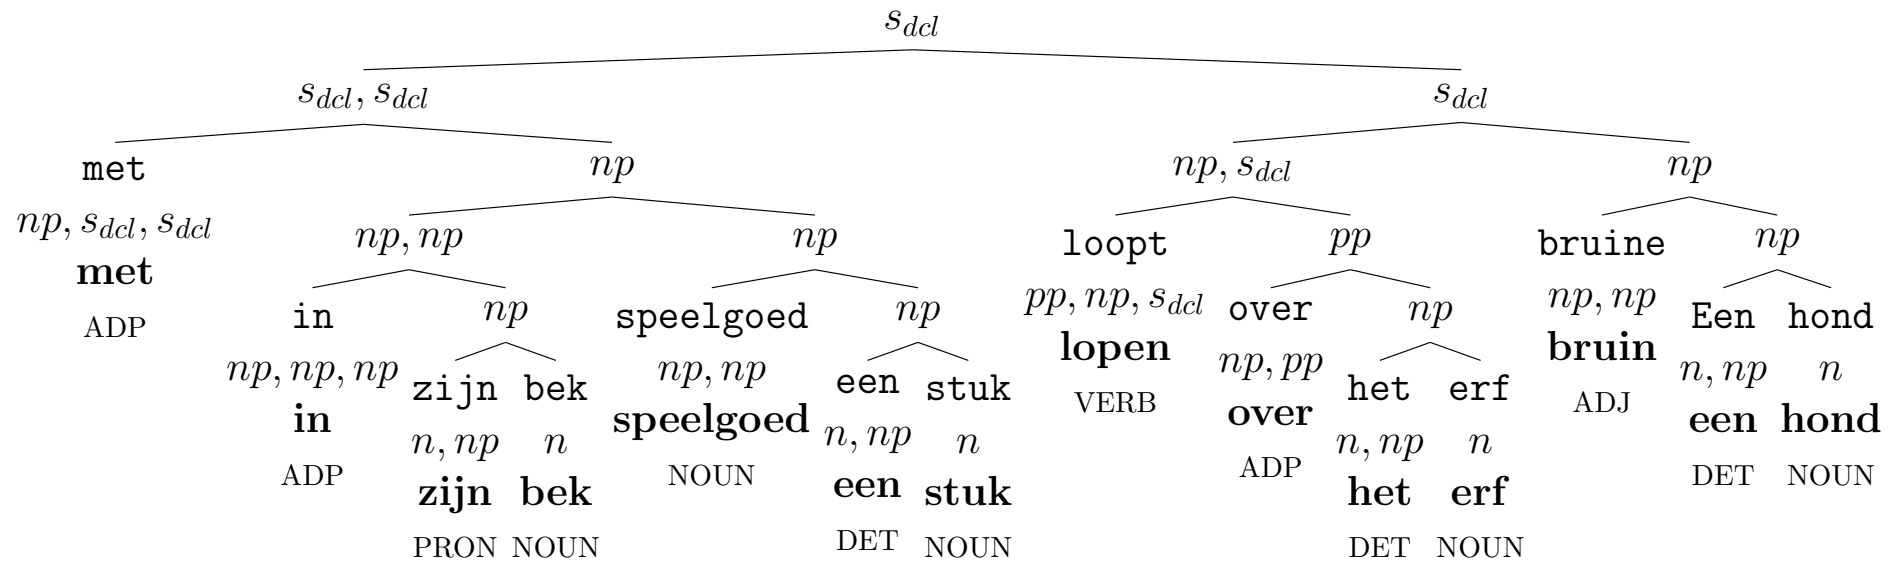 s_dcl
s_dcl, s_dcl s_dcl
met np np, s_dcl np
np, s_dcl, s_dcl np, np np loopt pp bruine np
met in np speelgoed np pp, np, s_dcl over np np, np Een hond
ADP np, np, np zijn bek np, np een stuk lopen np, pp het erf bruin n, np n
in n, np n speelgoed n, np n VERB over n, np n ADJ een hond
ADP zijn bek NOUN een stuk ADP het erf DET NOUN
PRON NOUN DET NOUN DET NOUN